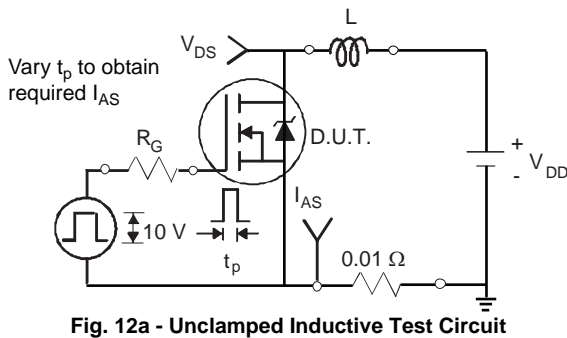 L
V_DS
Vary t_p to obtain
required I_AS
R_G
D.U.T.
+
V_DD
-
I_AS
10 V
t_p
0.01 Ω
Fig. 12a - Unclamped Inductive Test Circuit